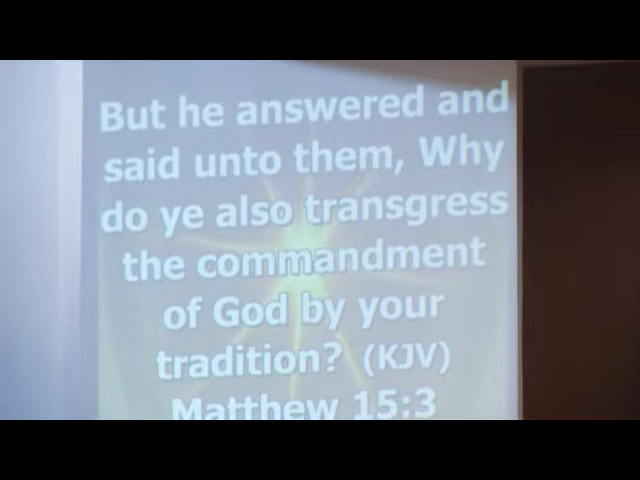 But he answered and
said unto them, Why
do ye also transgress
the commandment
of God by your
tradition? (KJV)
Matthew 15:3